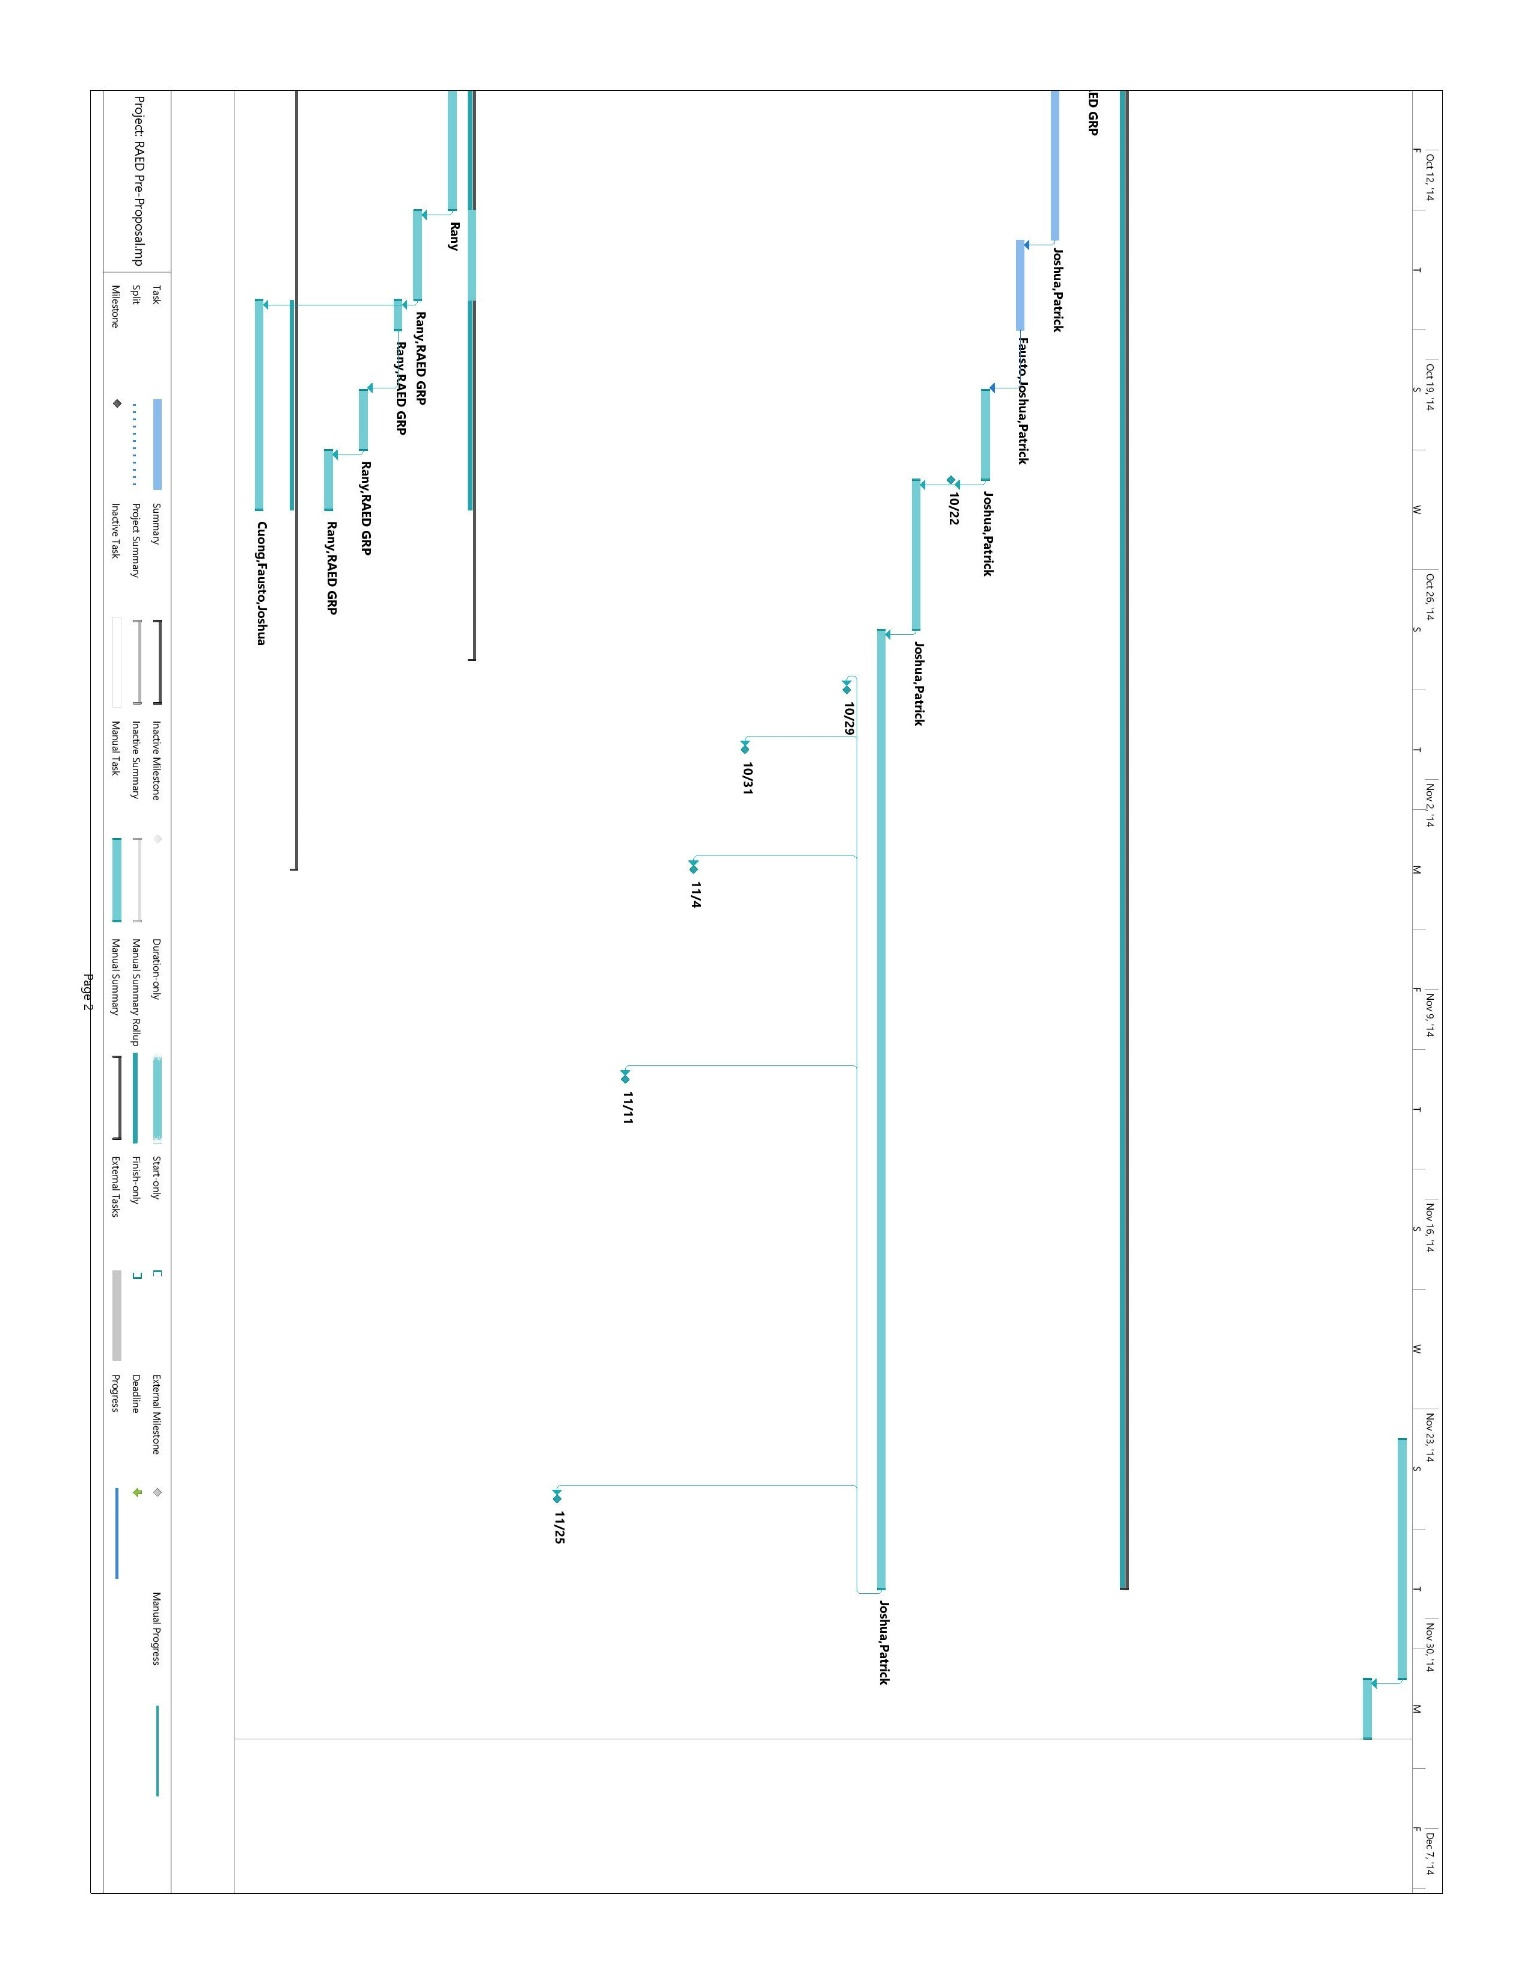 Oct 12, '14
Oct 19, '14
Oct 26, '14
Nov 2, '14
Nov 9, '14
Nov 16, '14
Nov 23, '14
Nov 30, '14
Dec 7, '14
F
T
S
W
S
T
M
F
T
S
W
S
T
M
F
ED GRP
Joshua,Patrick
Fausto,Joshua,Patrick
Joshua,Patrick
10/22
Joshua,Patrick
Joshua,Patrick
10/29
10/31
11/4
11/11
11/25
Rany
Rany,RAED GRP
Rany,RAED GRP
Rany,RAED GRP
Rany,RAED GRP
Cuong,Fausto,Joshua
Project: RAED Pre-Proposal.mp
Task
Split
Milestone
Summary
Project Summary
Inactive Task
Inactive Milestone
Inactive Summary
Manual Task
Duration-only
Manual Summary Rollup
Manual Summary
Start-only
Finish-only
External Tasks
External Milestone
Deadline
Progress
Manual Progress
Page 2